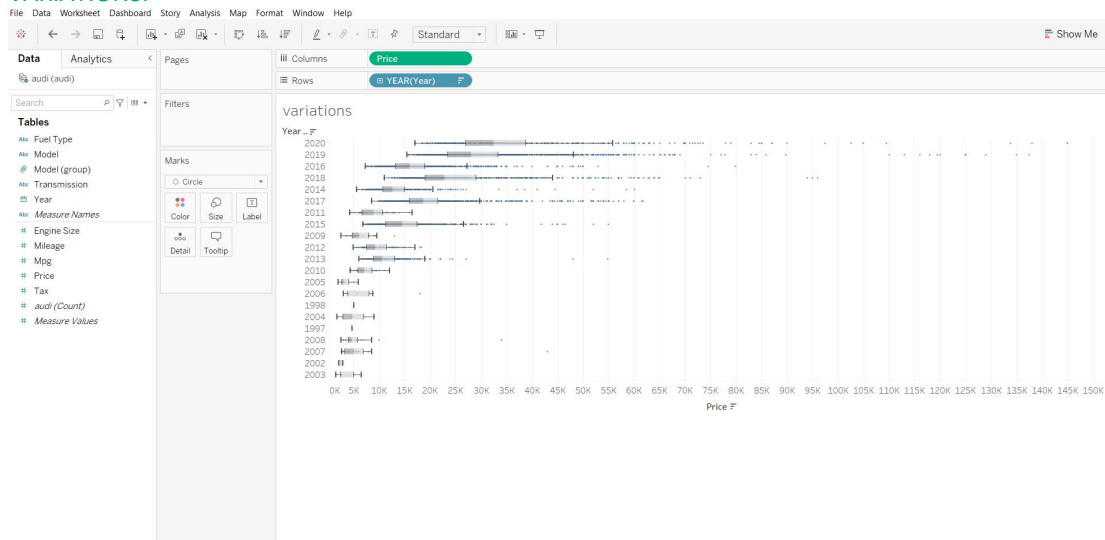 VARIATIONS:
File Data Worksheet Dashboard Story Analysis Map Format Window Help
Standard
Show Me
Data Analytics
audi (audi)
Search
Tables
Abc Fuel Type
Abc Model
Model (group)
Abc Transmission
Year
Abc Measure Names
# Engine Size
# Mileage
# Mpg
# Price
# Tax
# audi (Count)
# Measure Values
Pages
Filters
Marks
Circle
Color Size Label
Detail Tooltip
Columns Price
Rows YEAR(Year)
variations
Year ..
2020
2019
2016
2018
2014
2017
2011
2015
2009
2012
2013
2010
2005
2006
1998
2004
1997
2008
2007
2002
2003
0K 5K 10K 15K 20K 25K 30K 35K 40K 45K 50K 55K 60K 65K 70K 75K 80K 85K 90K 95K 100K 105K 110K 115K 120K 125K 130K 135K 140K 145K 150K
Price